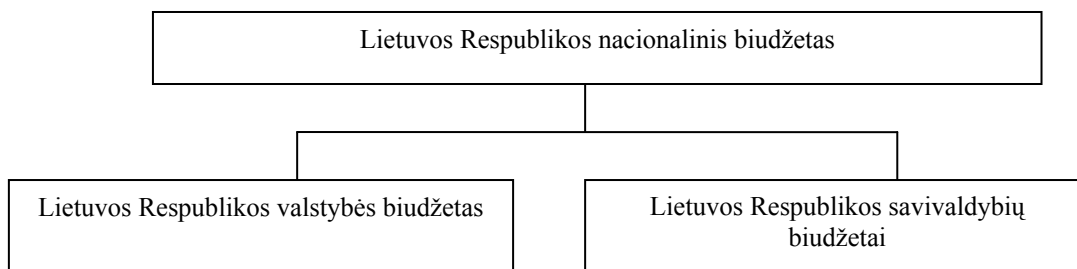 Lietuvos Respublikos nacionalinis biudžetas
Lietuvos Respublikos valstybės biudžetas
Lietuvos Respublikos savivaldybių
biudžetai